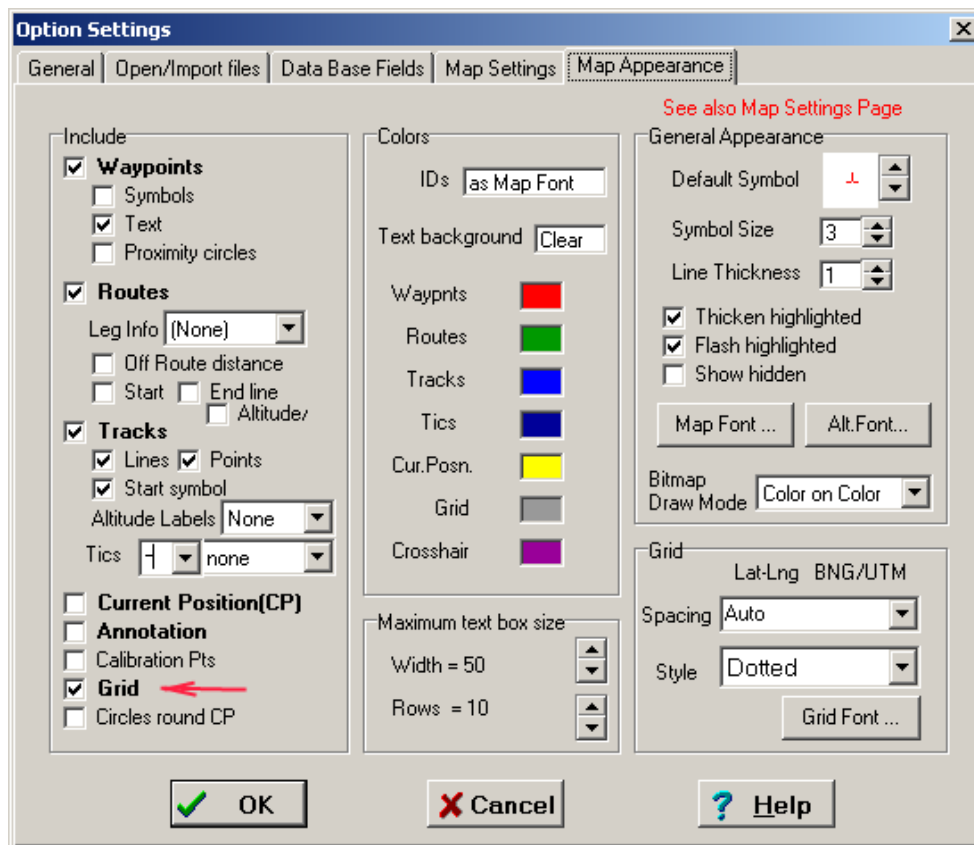 Option Settings
General
Open/Import files
Data Base Fields
Map Settings
Map Appearance
See also Map Settings Page
Include
Waypoints
Symbols
Text
Proximity circles
Routes
Leg Info (None)
Off Route distance
Start End line
Altitude/
Tracks
Lines Points
Start symbol
Altitude Labels None
Tics none
Current Position(CP)
Annotation
Calibration Pts
Grid
Circles round CP
Colors
IDs as Map Font
Text background Clear
Waypnts
Routes
Tracks
Tics
Cur.Posn.
Grid
Crosshair
Maximum text box size
Width = 50
Rows = 10
General Appearance
Default Symbol
Symbol Size 3
Line Thickness 1
Thicken highlighted
Flash highlighted
Show hidden
Map Font ... Alt.Font...
Bitmap
Draw Mode Color on Color
Grid
Lat-Lng BNG/UTM
Spacing Auto
Style Dotted
Grid Font ...
OK
Cancel
? Help